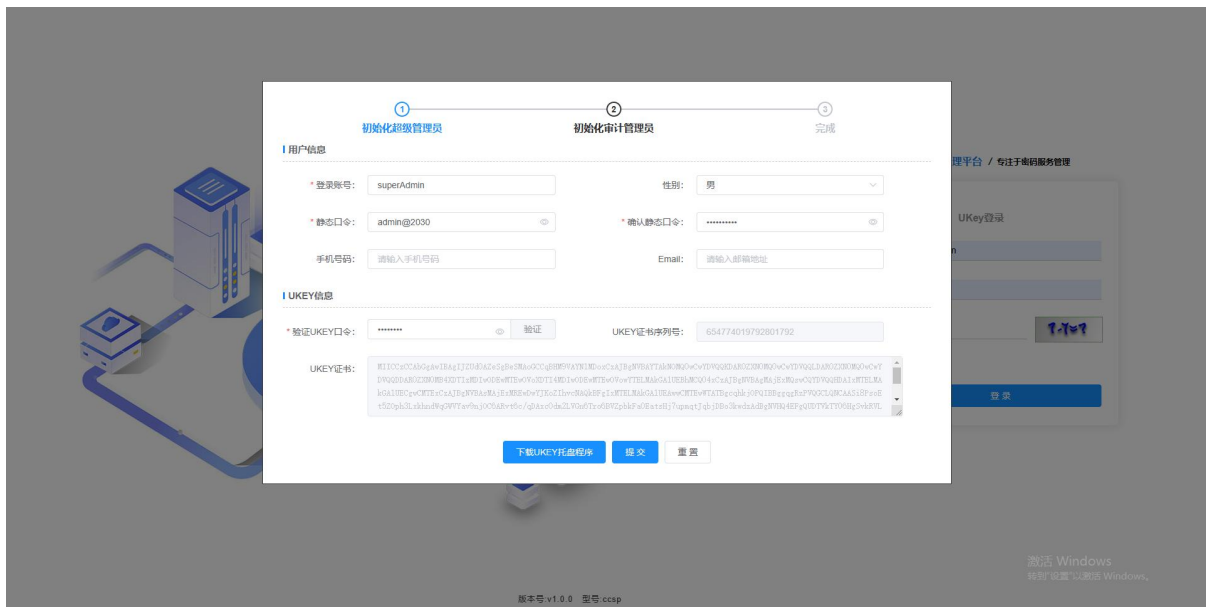 1
2
3
初始化超级管理员
初始化审计管理员
完成
用户信息
理平台 / 专注于密码服务管理
* 登录账号: superAdmin 性别: 男
UKey登录
* 静态口令: admin@2030 * 确认静态口令: ••••••••••
n
手机号码: 请输入手机号码 Email: 请输入邮箱地址
UKEY信息
* 验证UKEY口令: •••••••• 验证 UKEY证书序列号: 654774019792801792
UKEY证书:
登录
下载UKEY托盘程序 提交 重置
激活 Windows
转到"设置"以激活 Windows。
版本号:v1.0.0 型号:ccsp